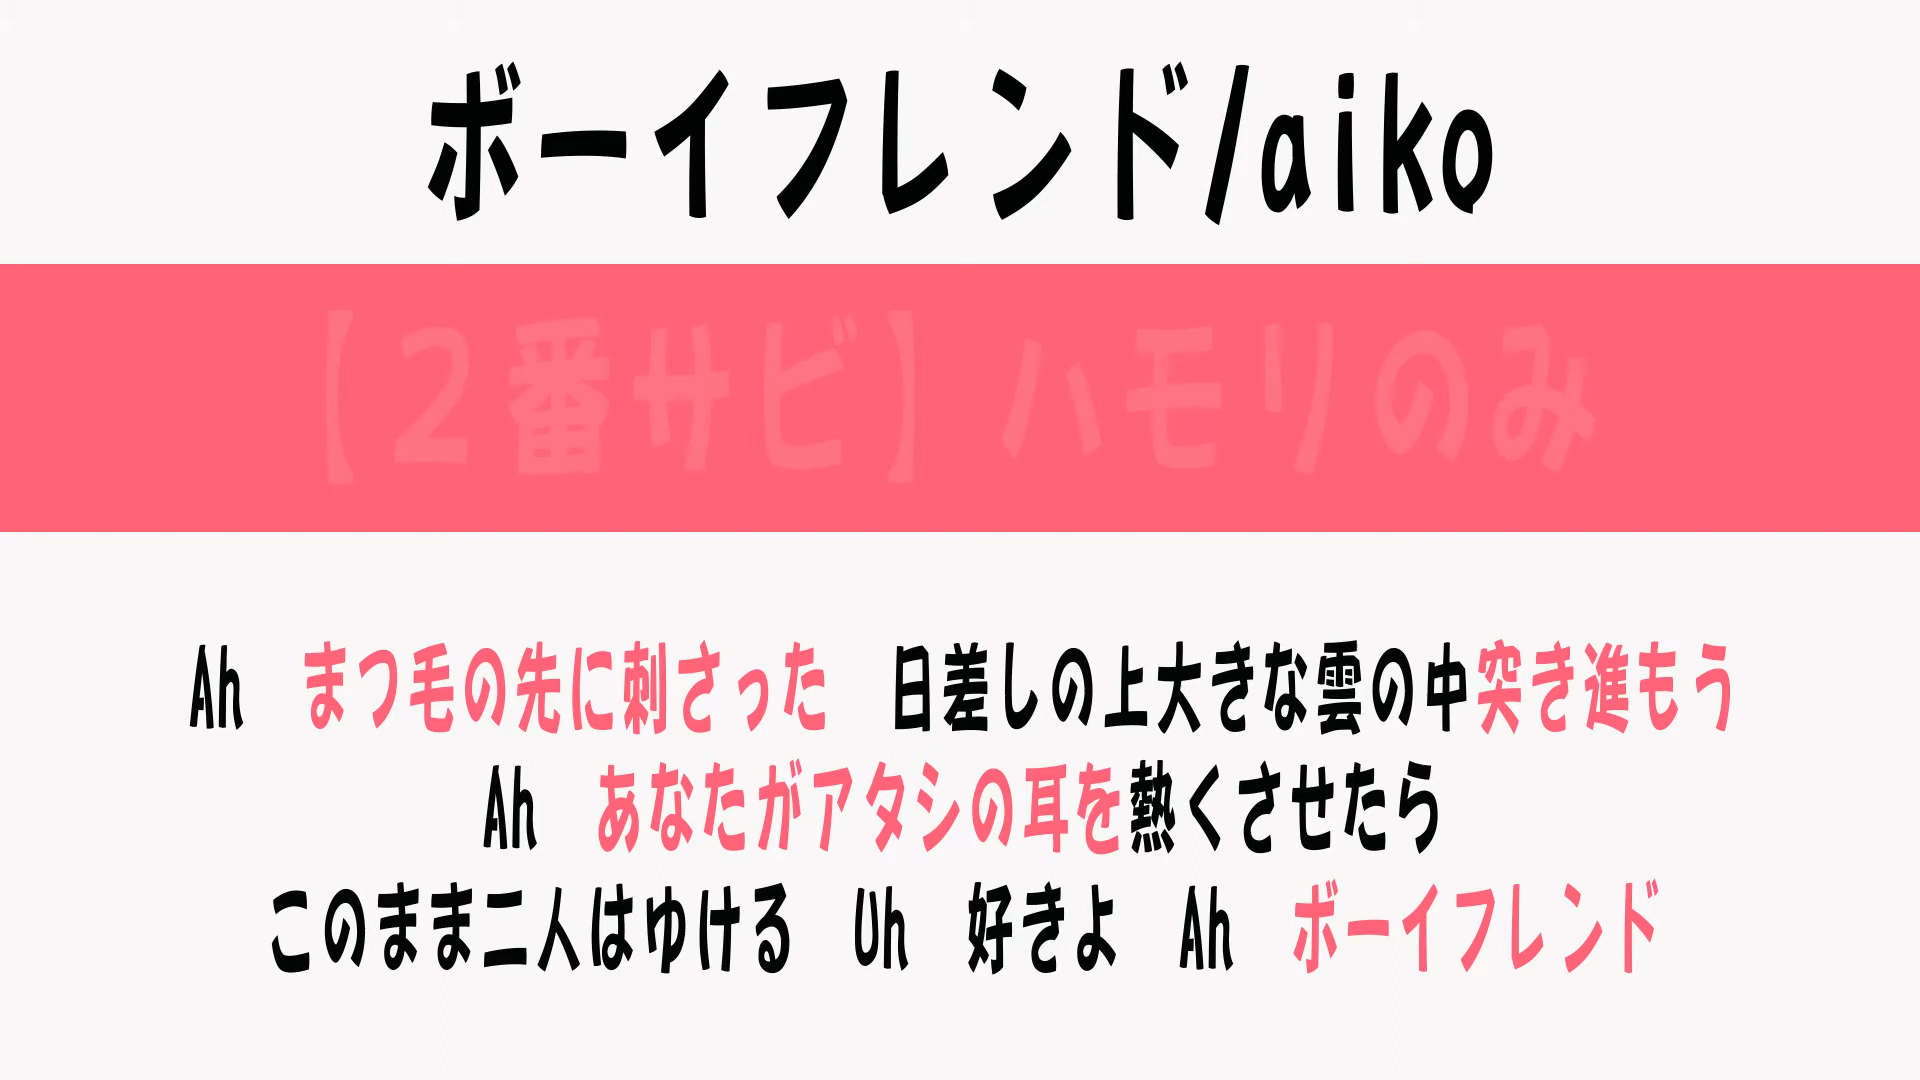 ボーイフレンド/aiko
【２番サビ】ハモリのみ
Ah　まつ毛の先に刺さった　日差しの上大きな雲の中突き進もう
Ah　あなたがアタシの耳を熱くさせたら
このまま二人はゆける　Uh　好きよ　Ah　ボーイフレンド